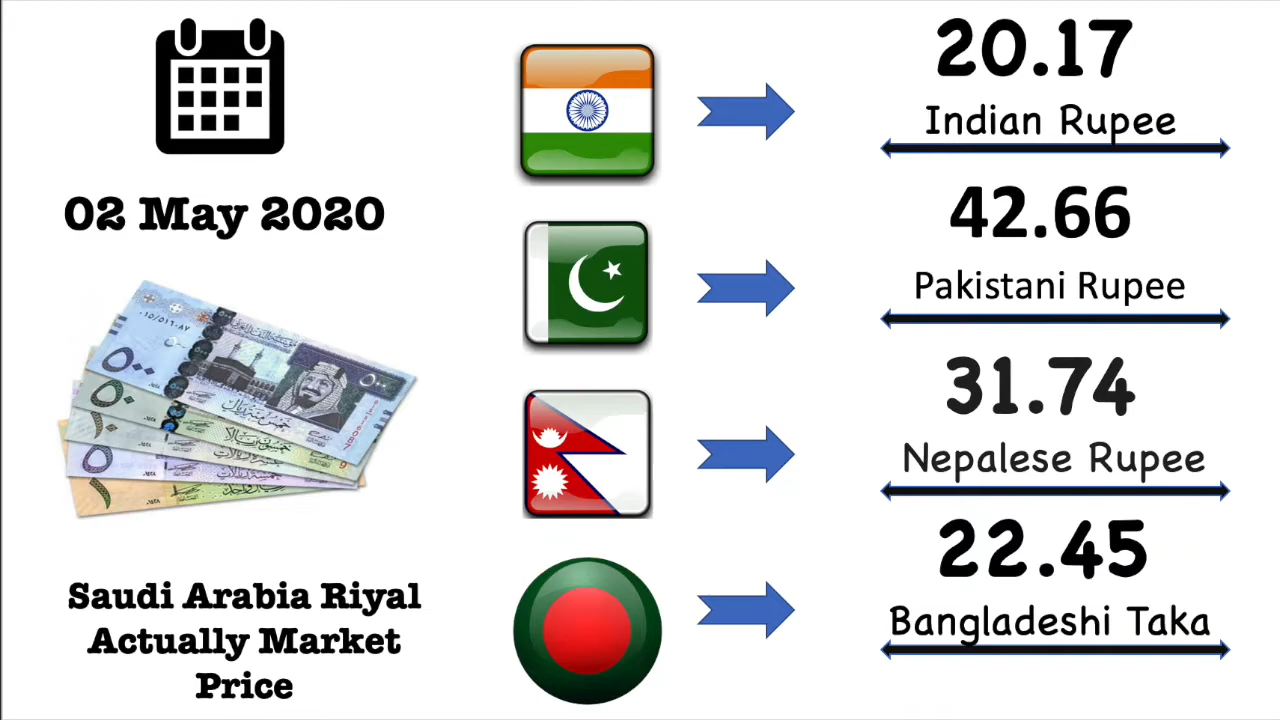 02 May 2020
Saudi Arabia Riyal
Actually Market
Price
20.17
Indian Rupee
42.66
Pakistani Rupee
31.74
Nepalese Rupee
22.45
Bangladeshi Taka